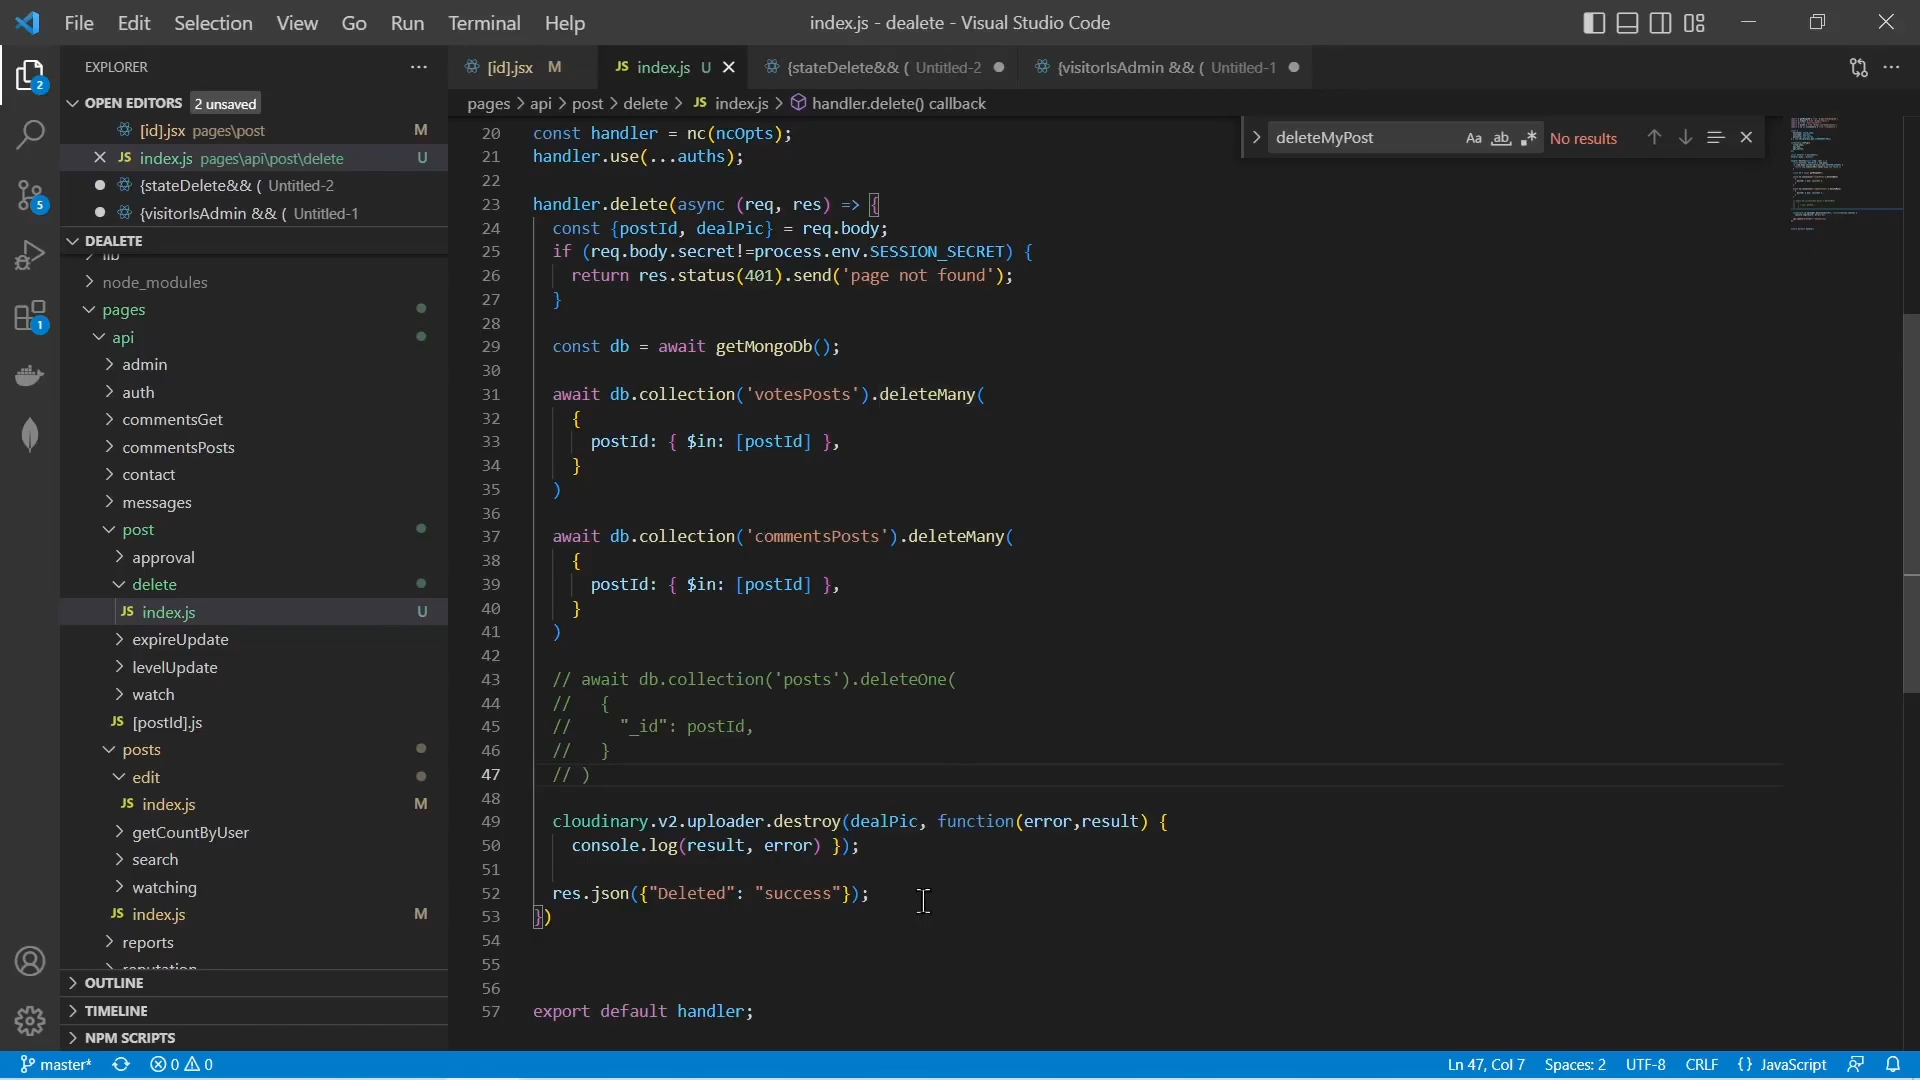 File Edit Selection View Go Run Terminal Help
index.js - dealete - Visual Studio Code
EXPLORER
[id].jsx M
JS index.js U
{stateDelete&& ( Untitled-2
{visitorIsAdmin && ( Untitled-1
OPEN EDITORS 2 unsaved
[id].jsx pages\post M
JS index.js pages\api\post\delete U
{stateDelete&& ( Untitled-2
{visitorIsAdmin && ( Untitled-1
DEALETE
lib
node_modules
pages
api
admin
auth
commentsGet
commentsPosts
contact
messages
post
approval
delete
JS index.js U
expireUpdate
levelUpdate
watch
JS [postId].js
posts
edit
JS index.js M
getCountByUser
search
watching
JS index.js M
reports
reputation
OUTLINE
TIMELINE
NPM SCRIPTS
2
5
1
pages > api > post > delete > JS index.js > handler.delete() callback
deleteMyPost Aa ab .* No results
20 const handler = nc(ncOpts);
21 handler.use(...auths);
22
23 handler.delete(async (req, res) => {
24 const {postId, dealPic} = req.body;
25 if (req.body.secret!=process.env.SESSION_SECRET) {
26 return res.status(401).send('page not found');
27 }
28
29 const db = await getMongoDb();
30
31 await db.collection('votesPosts').deleteMany(
32 {
33 postId: { $in: [postId] },
34 }
35 )
36
37 await db.collection('commentsPosts').deleteMany(
38 {
39 postId: { $in: [postId] },
40 }
41 )
42
43 // await db.collection('posts').deleteOne(
44 // {
45 // "_id": postId,
46 // }
47 // )
48
49 cloudinary.v2.uploader.destroy(dealPic, function(error,result) {
50 console.log(result, error) });
51
52 res.json({"Deleted": "success"});
53 })
54
55
56
57 export default handler;
master* 0 0
Ln 47, Col 7 Spaces: 2 UTF-8 CRLF {} JavaScript